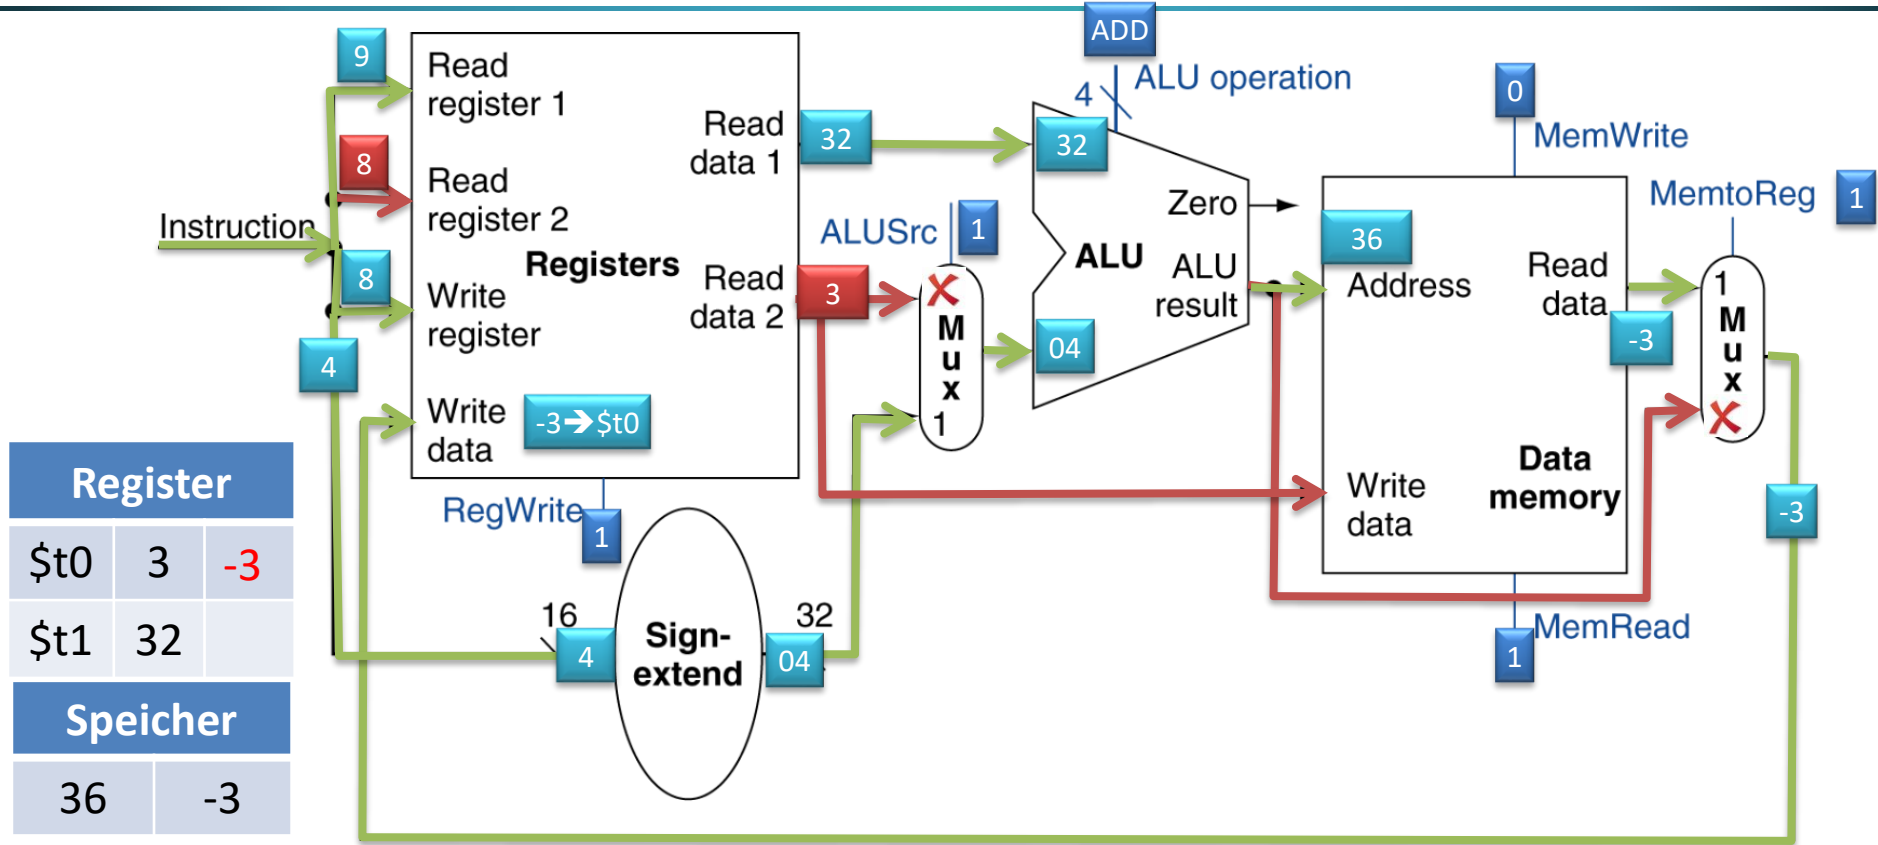 ADD
9
Read
register 1
4
ALU operation
0
MemWrite
Read
data 1
32
32
8
Read
register 2
MemtoReg
1
Instruction
ALUSrc
1
Zero
36
Registers
ALU
ALU
result
8
Write
register
Read
data 2
3
M
u
x
1
04
Address
Read
data
-3
1
M
u
x
4
Write
data
-3➔$t0
Data
memory
Write
data
-3
RegWrite
1
Register
$t0 3 -3
$t1 32
16
4
Sign-
extend
32
04
MemRead
1
Speicher
36 -3